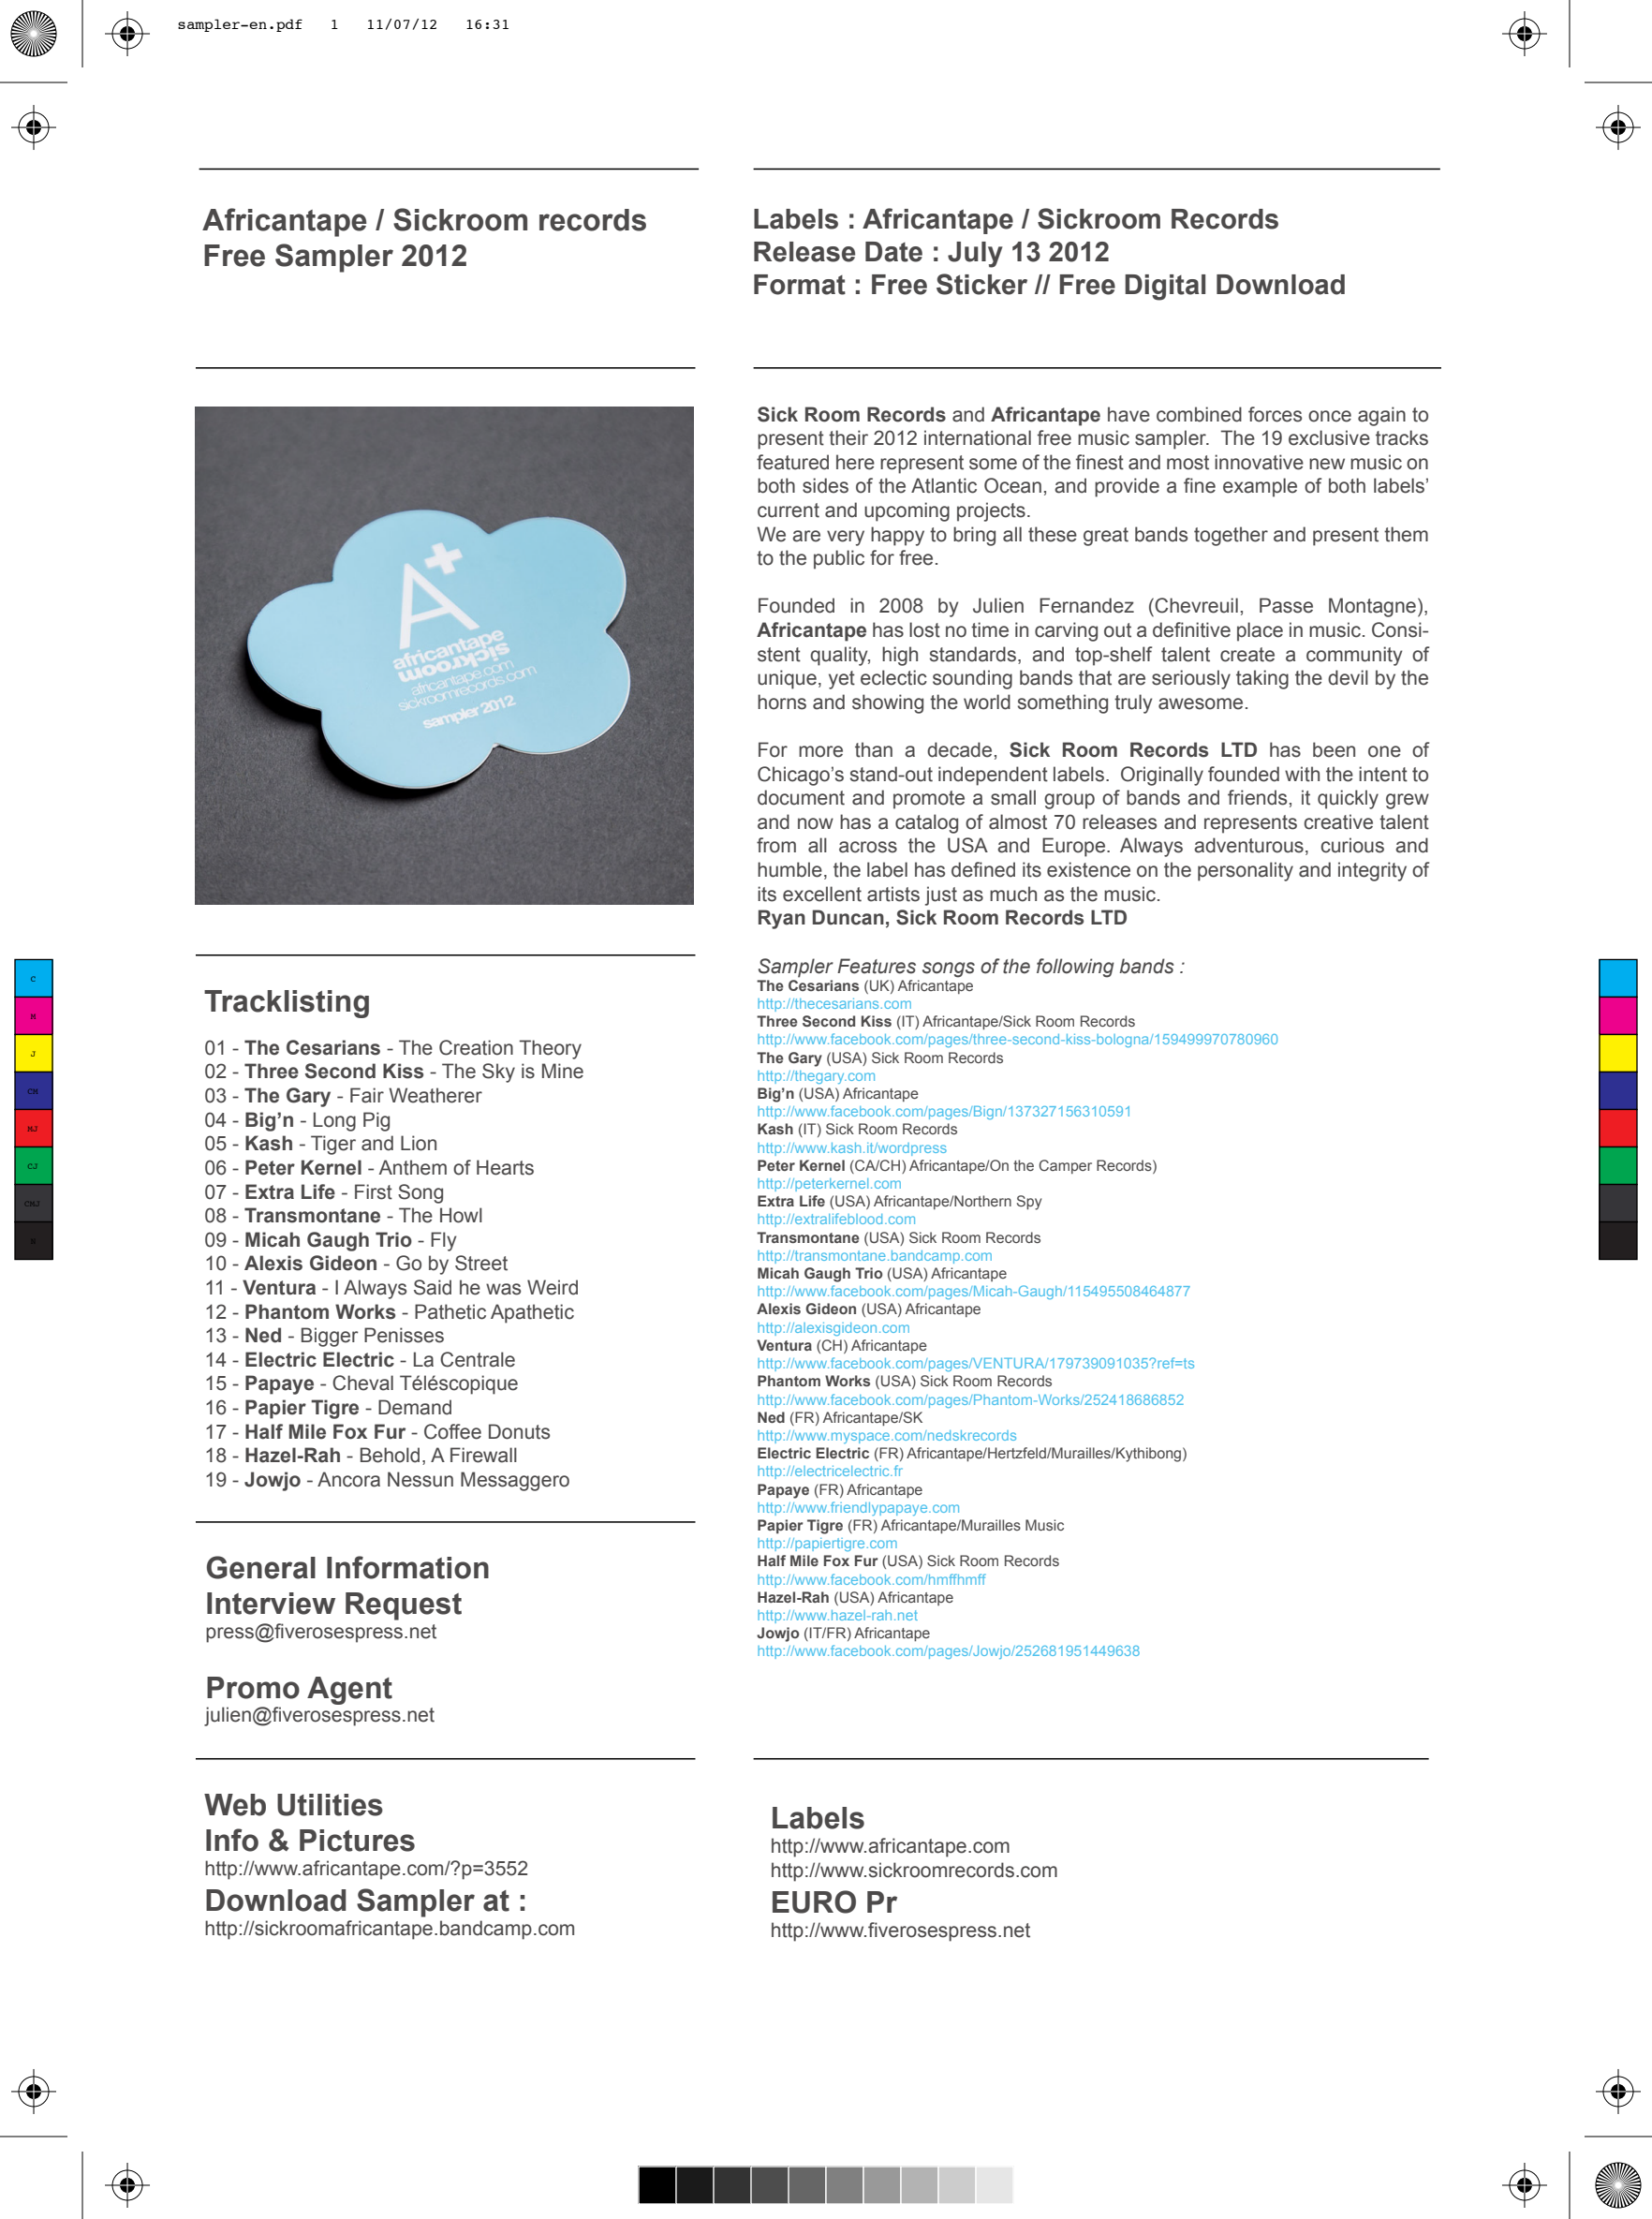 sampler-en.pdf   1   11/07/12   16:31
Africantape / Sickroom records
Free Sampler 2012
Labels : Africantape / Sickroom Records
Release Date : July 13 2012
Format : Free Sticker // Free Digital Download
A+
africantape
sickroom
africantape.com
sickroomrecords.com
sampler 2012
Sick Room Records and Africantape have combined forces once again to
present their 2012 international free music sampler.  The 19 exclusive tracks
featured here represent some of the finest and most innovative new music on
both sides of the Atlantic Ocean, and provide a fine example of both labels’
current and upcoming projects.
We are very happy to bring all these great bands together and present them
to the public for free.
Founded in 2008 by Julien Fernandez (Chevreuil, Passe Montagne),
Africantape has lost no time in carving out a definitive place in music. Consi-
stent quality, high standards, and top-shelf talent create a community of
unique, yet eclectic sounding bands that are seriously taking the devil by the
horns and showing the world something truly awesome.
For more than a decade, Sick Room Records LTD has been one of
Chicago’s stand-out independent labels.  Originally founded with the intent to
document and promote a small group of bands and friends, it quickly grew
and now has a catalog of almost 70 releases and represents creative talent
from all across the USA and Europe. Always adventurous, curious and
humble, the label has defined its existence on the personality and integrity of
its excellent artists just as much as the music.
Ryan Duncan, Sick Room Records LTD
Tracklisting
01 - The Cesarians - The Creation Theory
02 - Three Second Kiss - The Sky is Mine
03 - The Gary - Fair Weatherer
04 - Big’n - Long Pig
05 - Kash - Tiger and Lion
06 - Peter Kernel - Anthem of Hearts
07 - Extra Life - First Song
08 - Transmontane - The Howl
09 - Micah Gaugh Trio - Fly
10 - Alexis Gideon - Go by Street
11 - Ventura - I Always Said he was Weird
12 - Phantom Works - Pathetic Apathetic
13 - Ned - Bigger Penisses
14 - Electric Electric - La Centrale
15 - Papaye - Cheval Téléscopique
16 - Papier Tigre - Demand
17 - Half Mile Fox Fur - Coffee Donuts
18 - Hazel-Rah - Behold, A Firewall
19 - Jowjo - Ancora Nessun Messaggero
Sampler Features songs of the following bands :
The Cesarians (UK) Africantape
http://thecesarians.com
Three Second Kiss (IT) Africantape/Sick Room Records
http://www.facebook.com/pages/three-second-kiss-bologna/159499970780960
The Gary (USA) Sick Room Records
http://thegary.com
Big’n (USA) Africantape
http://www.facebook.com/pages/Bign/137327156310591
Kash (IT) Sick Room Records
http://www.kash.it/wordpress
Peter Kernel (CA/CH) Africantape/On the Camper Records)
http://peterkernel.com
Extra Life (USA) Africantape/Northern Spy
http://extralifeblood.com
Transmontane (USA) Sick Room Records
http://transmontane.bandcamp.com
Micah Gaugh Trio (USA) Africantape
http://www.facebook.com/pages/Micah-Gaugh/115495508464877
Alexis Gideon (USA) Africantape
http://alexisgideon.com
Ventura (CH) Africantape
http://www.facebook.com/pages/VENTURA/179739091035?ref=ts
Phantom Works (USA) Sick Room Records
http://www.facebook.com/pages/Phantom-Works/252418686852
Ned (FR) Africantape/SK
http://www.myspace.com/nedskrecords
Electric Electric (FR) Africantape/Hertzfeld/Murailles/Kythibong)
http://electricelectric.fr
Papaye (FR) Africantape
http://www.friendlypapaye.com
Papier Tigre (FR) Africantape/Murailles Music
http://papiertigre.com
Half Mile Fox Fur (USA) Sick Room Records
http://www.facebook.com/hmffhmff
Hazel-Rah (USA) Africantape
http://www.hazel-rah.net
Jowjo (IT/FR) Africantape
http://www.facebook.com/pages/Jowjo/252681951449638
General Information
Interview Request
press@fiverosespress.net
Promo Agent
julien@fiverosespress.net
Web Utilities
Info & Pictures
http://www.africantape.com/?p=3552
Download Sampler at :
http://sickroomafricantape.bandcamp.com
Labels
http://www.africantape.com
http://www.sickroomrecords.com
EURO Pr
http://www.fiverosespress.net
C
M
J
CM
MJ
CJ
CMJ
N